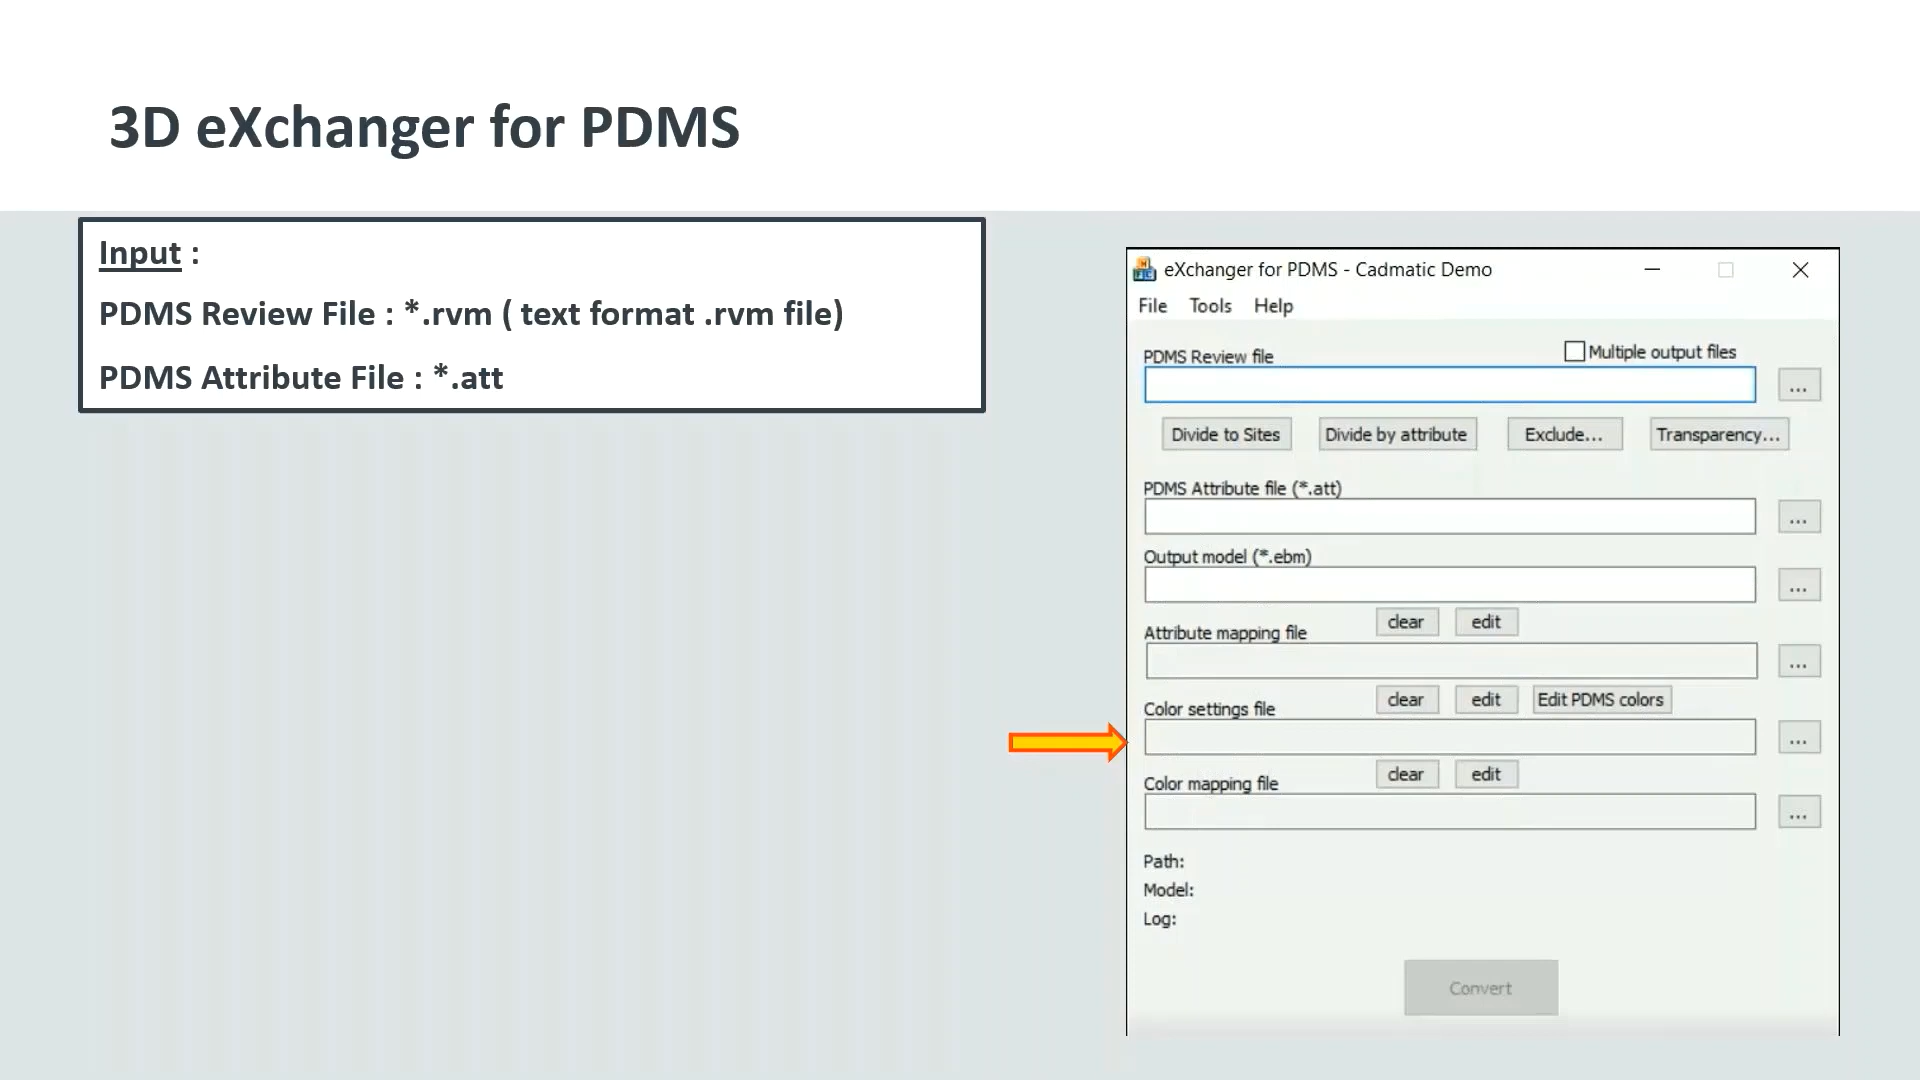 3D eXchanger for PDMS
Input :
PDMS Review File : *.rvm ( text format .rvm file)
PDMS Attribute File : *.att
eXchanger for PDMS - Cadmatic Demo
File Tools Help
PDMS Review file
Multiple output files
...
Divide to Sites Divide by attribute Exclude... Transparency...
PDMS Attribute file (*.att)
...
Output model (*.ebm)
...
Attribute mapping file clear edit
...
Color settings file clear edit Edit PDMS colors
...
Color mapping file clear edit
...
Path:
Model:
Log:
Convert